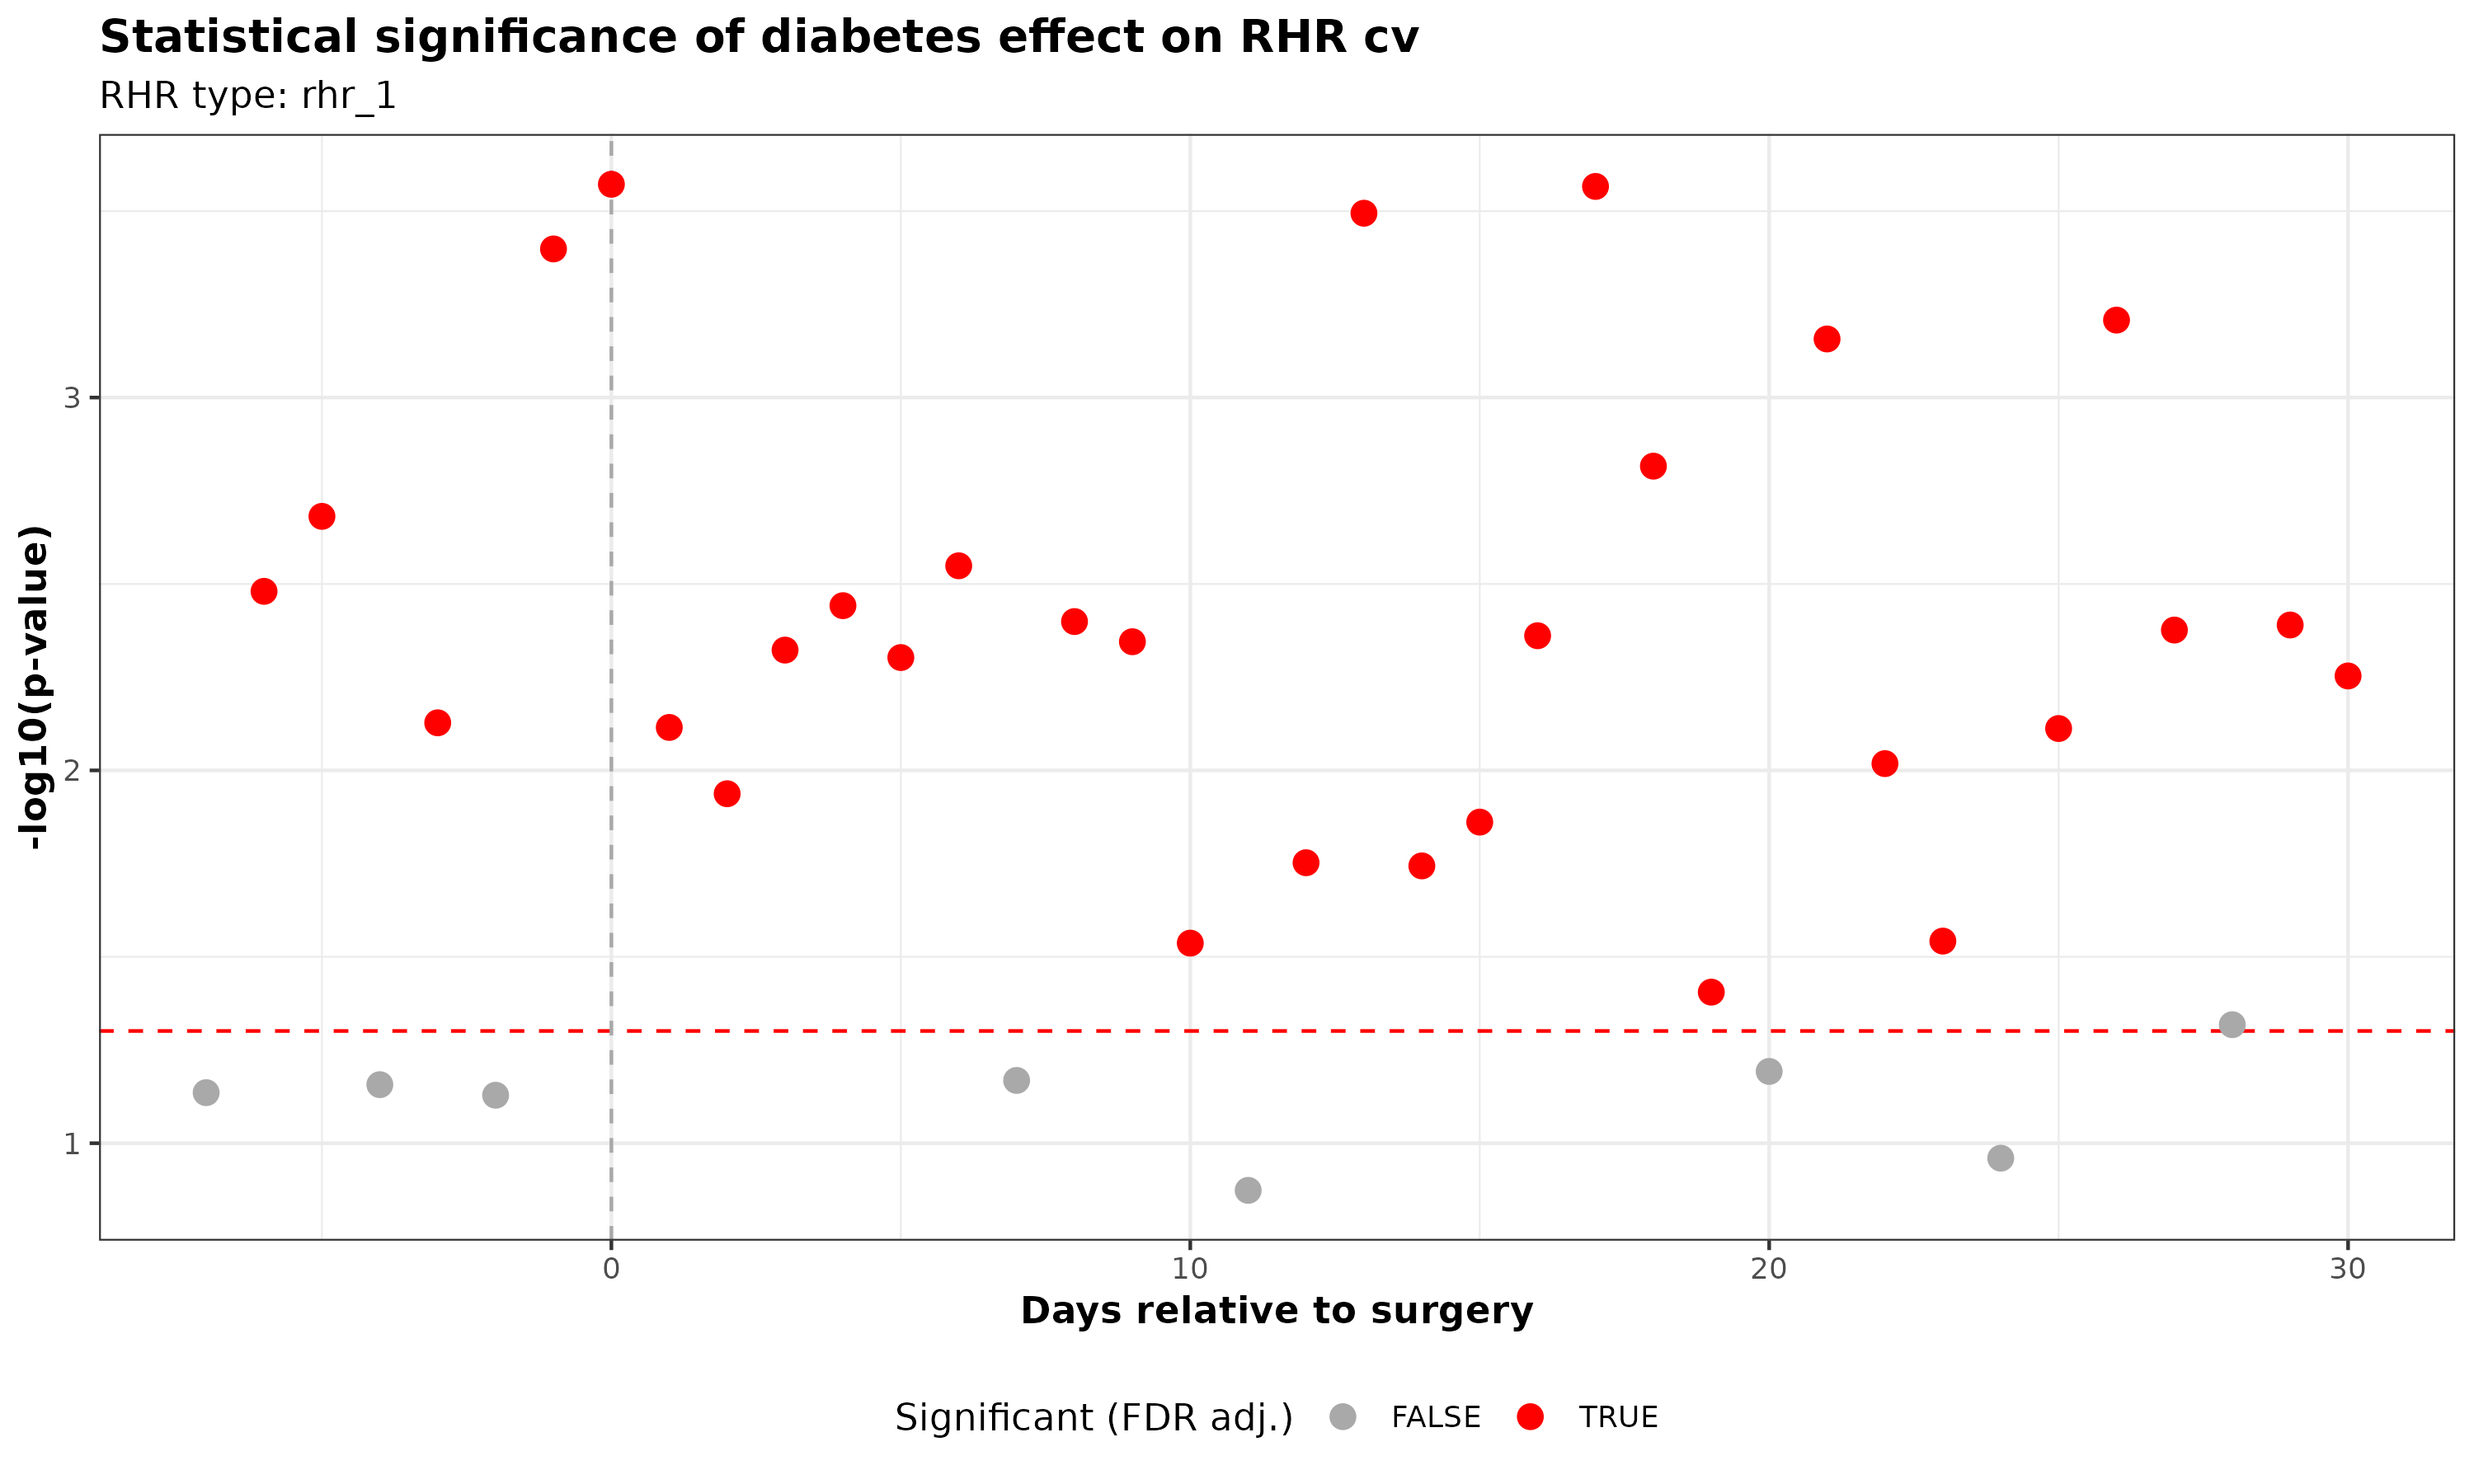 Statistical significance of diabetes effect on RHR cv
RHR type: rhr_1
-log10(p-value)
3
2
1
0 10 20 30
Days relative to surgery
Significant (FDR adj.) FALSE TRUE